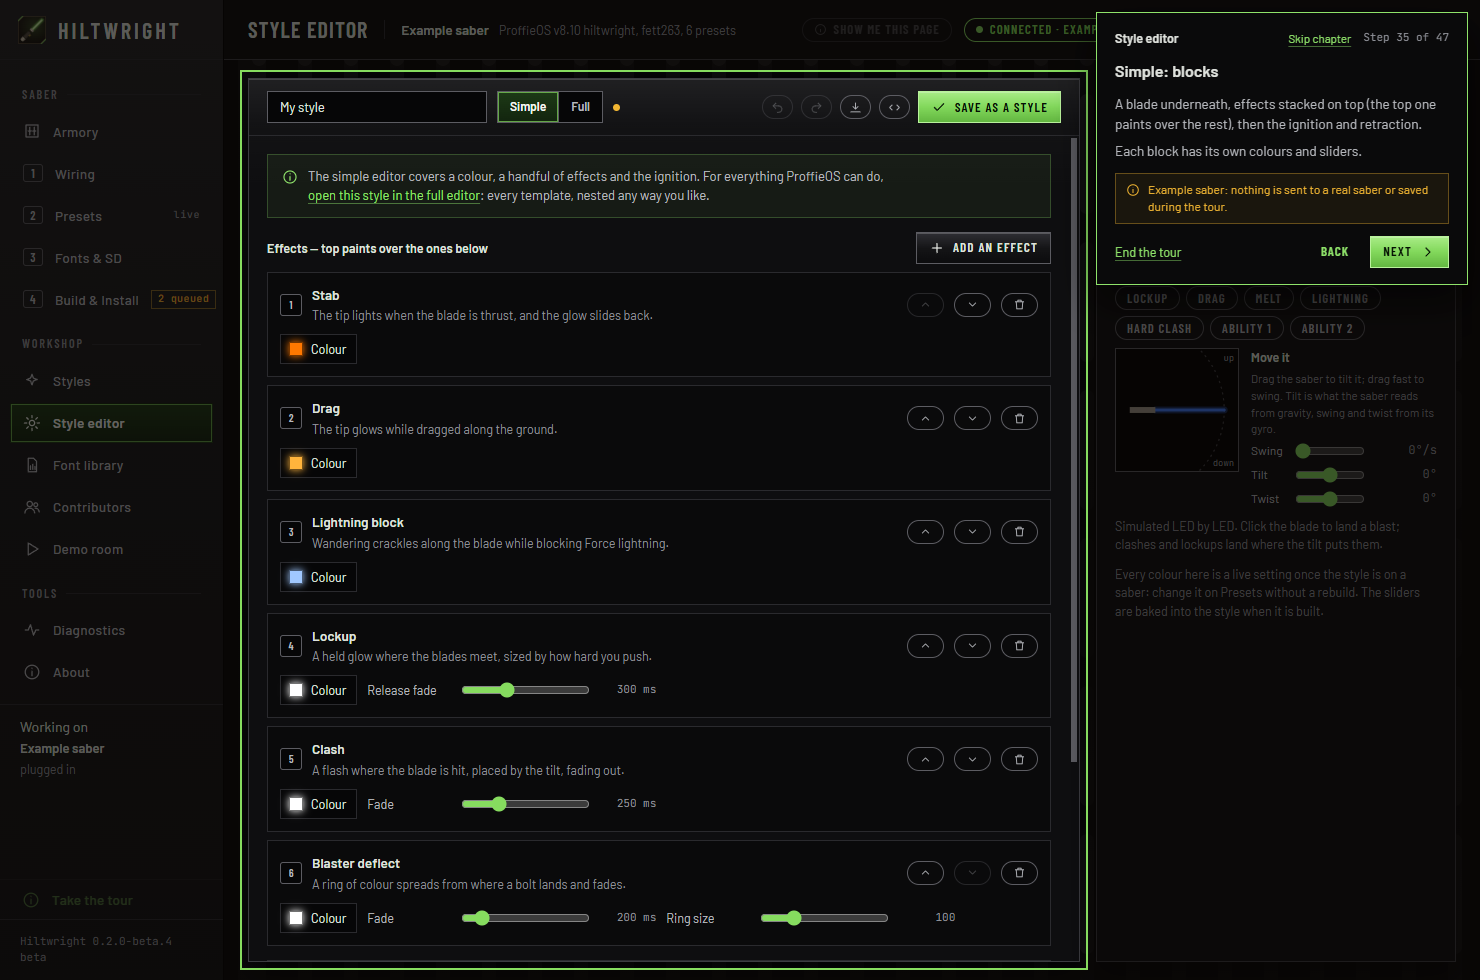 HILTWRIGHT
SABER
Armory
1 Wiring
2 Presets live
3 Fonts & SD
4 Build & Install 2 queued
WORKSHOP
Styles
Style editor
Font library
Contributors
Demo room
TOOLS
Diagnostics
About
Working on
Example saber
plugged in
Take the tour
Hiltwright 0.2.0-beta.4
beta
STYLE EDITOR
Example saber ProffieOS v8.10 hiltwright, fett263, 6 presets
SHOW ME THIS PAGE
CONNECTED · EXAMP
My style
Simple Full
SAVE AS A STYLE
The simple editor covers a colour, a handful of effects and the ignition. For everything ProffieOS can do,
open this style in the full editor: every template, nested any way you like.
Effects — top paints over the ones below
ADD AN EFFECT
1 Stab
The tip lights when the blade is thrust, and the glow slides back.
Colour
2 Drag
The tip glows while dragged along the ground.
Colour
3 Lightning block
Wandering crackles along the blade while blocking Force lightning.
Colour
4 Lockup
A held glow where the blades meet, sized by how hard you push.
Colour Release fade 300 ms
5 Clash
A flash where the blade is hit, placed by the tilt, fading out.
Colour Fade 250 ms
6 Blaster deflect
A ring of colour spreads from where a bolt lands and fades.
Colour Fade 200 ms Ring size 100
Style editor Skip chapter Step 35 of 47
Simple: blocks
A blade underneath, effects stacked on top (the top one
paints over the rest), then the ignition and retraction.
Each block has its own colours and sliders.
Example saber: nothing is sent to a real saber or saved
during the tour.
End the tour BACK NEXT
LOCKUP DRAG MELT LIGHTNING
HARD CLASH ABILITY 1 ABILITY 2
up
down
Move it
Drag the saber to tilt it; drag fast to
swing. Tilt is what the saber reads
from gravity, swing and twist from its
gyro.
Swing 0°/s
Tilt 0°
Twist 0°
Simulated LED by LED. Click the blade to land a blast;
clashes and lockups land where the tilt puts them.
Every colour here is a live setting once the style is on a
saber: change it on Presets without a rebuild. The sliders
are baked into the style when it is built.